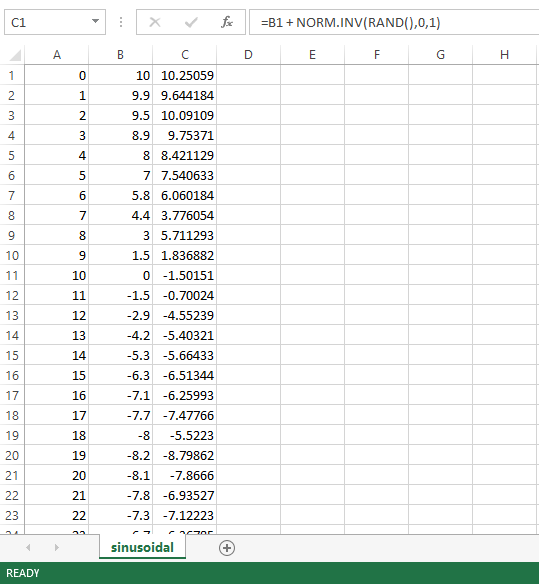 C1 fx =B1 + NORM.INV(RAND(),0,1)
A B C D E F G H
1 0 10 10.25059
2 1 9.9 9.644184
3 2 9.5 10.09109
4 3 8.9 9.75371
5 4 8 8.421129
6 5 7 7.540633
7 6 5.8 6.060184
8 7 4.4 3.776054
9 8 3 5.711293
10 9 1.5 1.836882
11 10 0 -1.50151
12 11 -1.5 -0.70024
13 12 -2.9 -4.55239
14 13 -4.2 -5.40321
15 14 -5.3 -5.66433
16 15 -6.3 -6.51344
17 16 -7.1 -6.25993
18 17 -7.7 -7.47766
19 18 -8 -5.5223
20 19 -8.2 -8.79862
21 20 -8.1 -7.8666
22 21 -7.8 -6.93527
23 22 -7.3 -7.12223
sinusoidal
READY